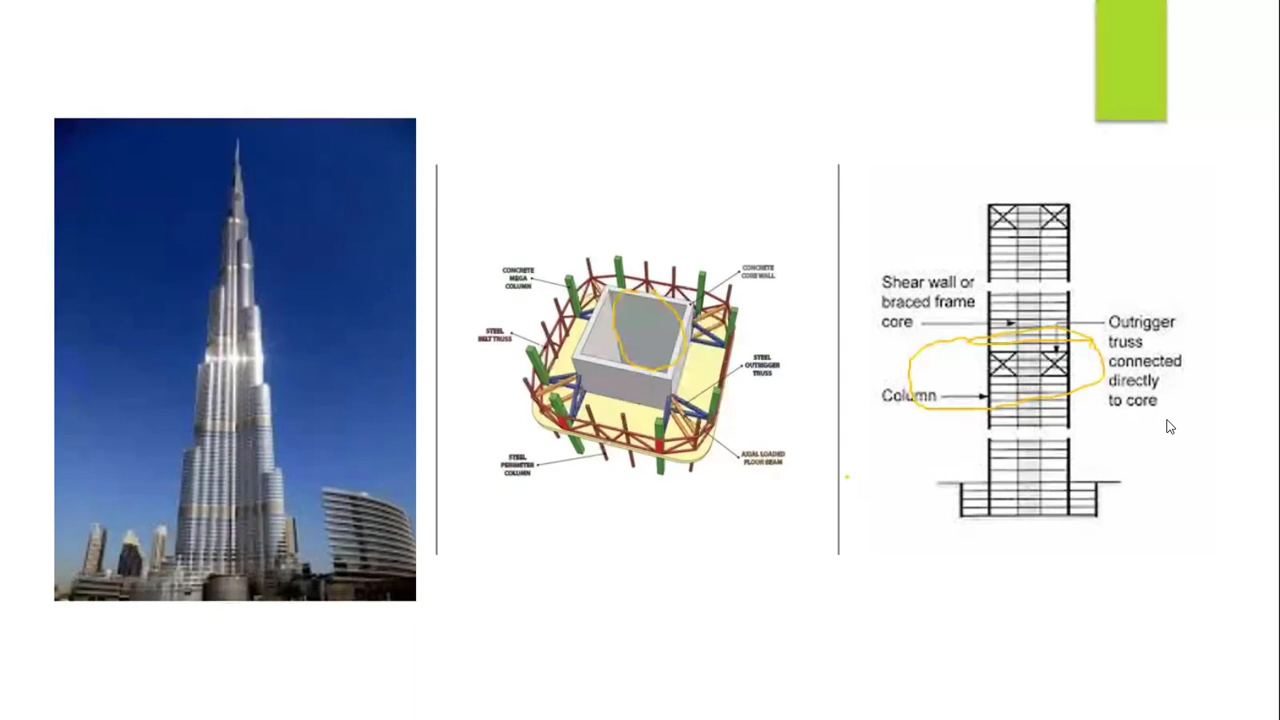 CONCRETE
MEGA
COLUMN
CONCRETE
CORE WALL
STEEL
BELT TRUSS
STEEL
OUTRIGGER
TRUSS
STEEL
PERIMETER
COLUMN
AXIAL LOADED
FLOOR BEAM
Shear wall or
braced frame
core
Column
Outrigger
truss
connected
directly
to core